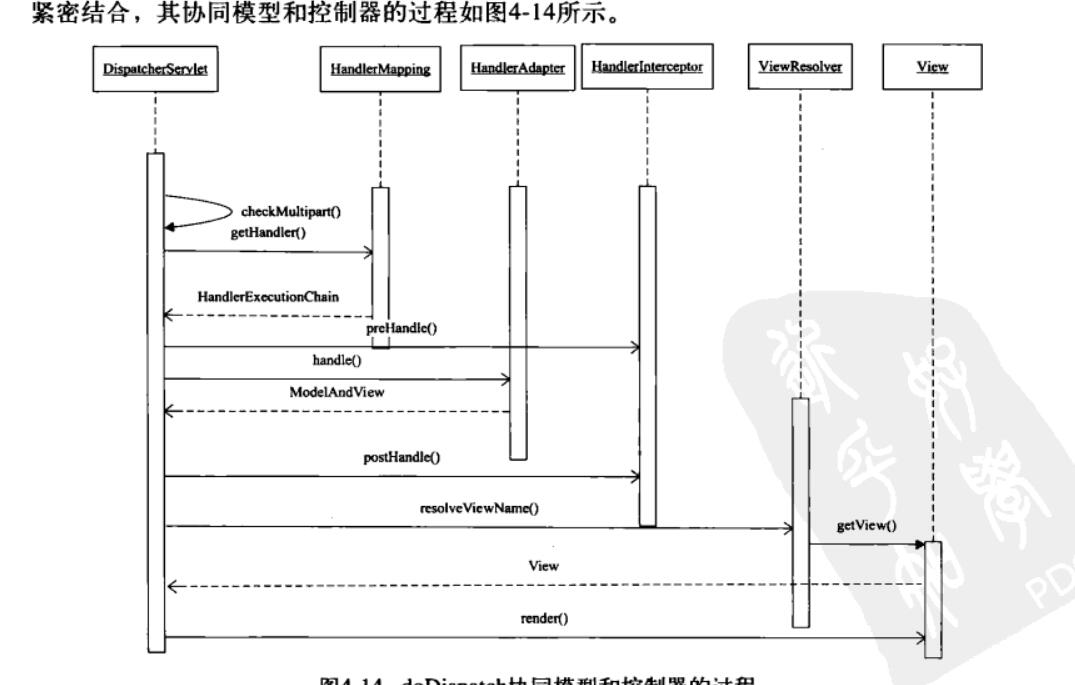 紧密结合，其协同模型和控制器的过程如图4-14所示。
DispatcherServlet
HandlerMapping
HandlerAdapter
HandlerInterceptor
ViewResolver
View
checkMultipart()
getHandler()
HandlerExecutionChain
preHandle()
handle()
ModelAndView
postHandle()
resolveViewName()
getView()
View
render()
PD
图4-14 doDispatch协同模型和控制器的过程